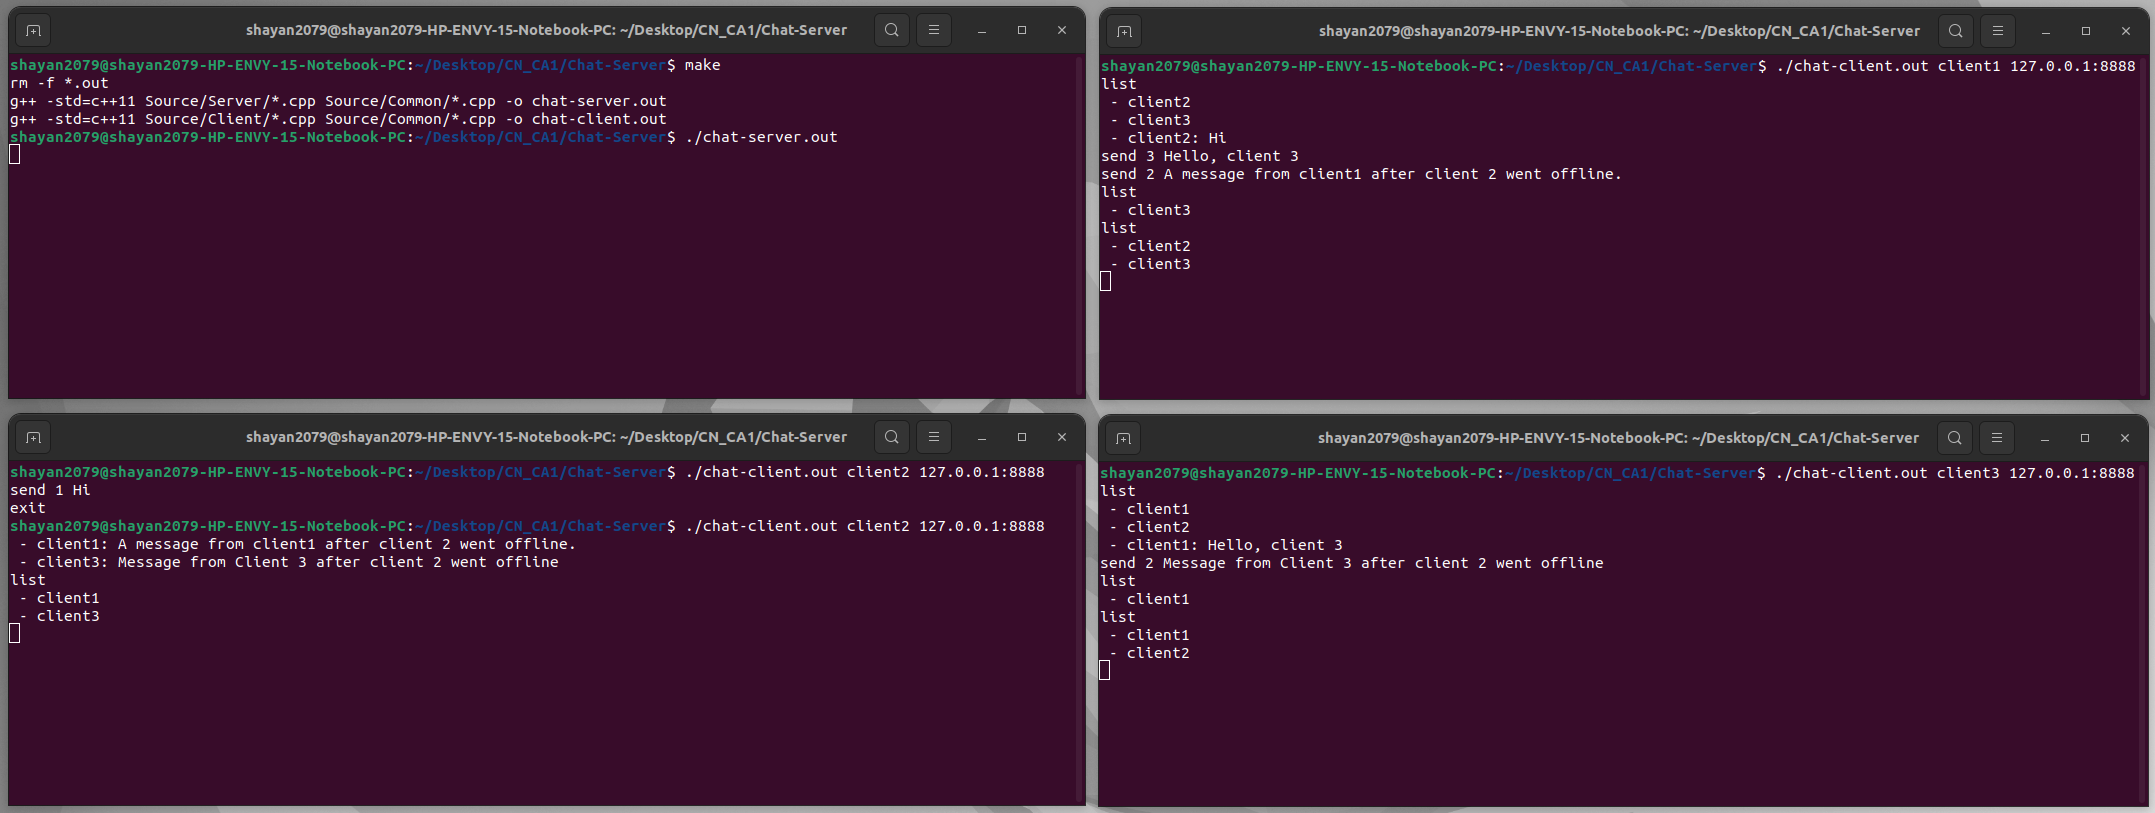 shayan2079@shayan2079-HP-ENVY-15-Notebook-PC: ~/Desktop/CN_CA1/Chat-Server
shayan2079@shayan2079-HP-ENVY-15-Notebook-PC:~/Desktop/CN_CA1/Chat-Server$ make
rm -f *.out
g++ -std=c++11 Source/Server/*.cpp Source/Common/*.cpp -o chat-server.out
g++ -std=c++11 Source/Client/*.cpp Source/Common/*.cpp -o chat-client.out
shayan2079@shayan2079-HP-ENVY-15-Notebook-PC:~/Desktop/CN_CA1/Chat-Server$ ./chat-server.out
shayan2079@shayan2079-HP-ENVY-15-Notebook-PC: ~/Desktop/CN_CA1/Chat-Server
shayan2079@shayan2079-HP-ENVY-15-Notebook-PC:~/Desktop/CN_CA1/Chat-Server$ ./chat-client.out client1 127.0.0.1:8888
list
 - client2
 - client3
 - client2: Hi
send 3 Hello, client 3
send 2 A message from client1 after client 2 went offline.
list
 - client3
list
 - client2
 - client3
shayan2079@shayan2079-HP-ENVY-15-Notebook-PC: ~/Desktop/CN_CA1/Chat-Server
shayan2079@shayan2079-HP-ENVY-15-Notebook-PC:~/Desktop/CN_CA1/Chat-Server$ ./chat-client.out client2 127.0.0.1:8888
send 1 Hi
exit
shayan2079@shayan2079-HP-ENVY-15-Notebook-PC:~/Desktop/CN_CA1/Chat-Server$ ./chat-client.out client2 127.0.0.1:8888
 - client1: A message from client1 after client 2 went offline.
 - client3: Message from Client 3 after client 2 went offline
list
 - client1
 - client3
shayan2079@shayan2079-HP-ENVY-15-Notebook-PC: ~/Desktop/CN_CA1/Chat-Server
shayan2079@shayan2079-HP-ENVY-15-Notebook-PC:~/Desktop/CN_CA1/Chat-Server$ ./chat-client.out client3 127.0.0.1:8888
list
 - client1
 - client2
 - client1: Hello, client 3
send 2 Message from Client 3 after client 2 went offline
list
 - client1
list
 - client1
 - client2